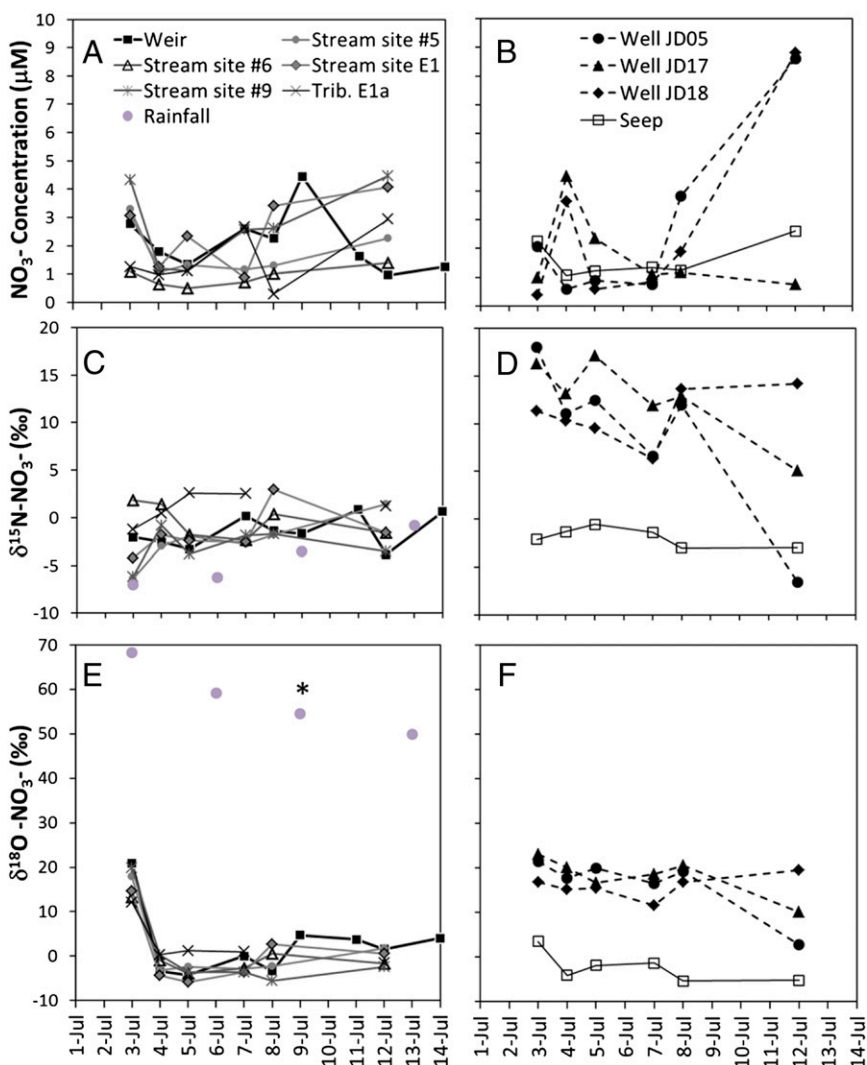 A
Weir
Stream site #5
Stream site #6
Stream site E1
Stream site #9
Trib. E1a
Rainfall
NO3- Concentration (μM)
10
9
8
7
6
5
4
3
2
1
0
B
Well JD05
Well JD17
Well JD18
Seep
C
δ15N-NO3- (‰)
20
15
10
5
0
-5
-10
D
E
*
δ18O -NO3- (‰)
70
60
50
40
30
20
10
0
-10
1-Jul
2-Jul
3-Jul
4-Jul
5-Jul
6-Jul
7-Jul
8-Jul
9-Jul
10-Jul
11-Jul
12-Jul
13-Jul
14-Jul
F
1-Jul
2-Jul
3-Jul
4-Jul
5-Jul
6-Jul
7-Jul
8-Jul
9-Jul
10-Jul
11-Jul
12-Jul
13-Jul
14-Jul